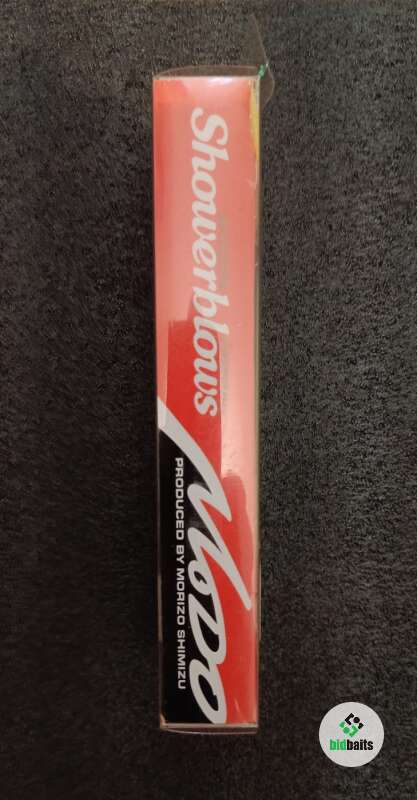 Showerblows
MoDo
PRODUCED BY MORIZO SHIMIZU
bidbaits